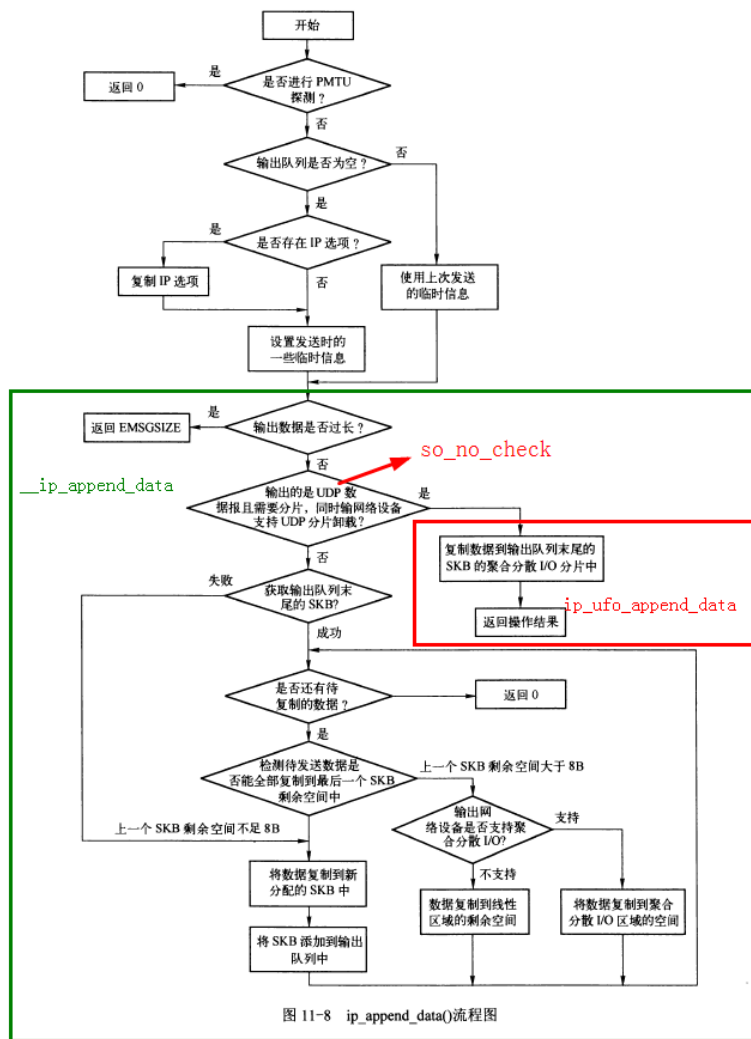 开始
是
是否进行 PMTU
探测？
返回 0
否
输出队列是否为空？
否
是
是
是否存在 IP 选项？
复制 IP 选项
否
使用上次发送
的临时信息
设置发送时的
一些临时信息
是
返回 EMSGSIZE
输出数据是否过长？
否
so_no_check
__ip_append_data
输出的是 UDP 数
据报且需要分片，同时输网络设备
支持 UDP 分片卸载？
是
否
复制数据到输出队列末尾的
SKB 的聚合分散 I/O 分片中
失败
获取输出队列末
尾的 SKB?
ip_ufo_append_data
返回操作结果
成功
是否还有待
复制的数据？
返回 0
是
检测待发送数据是
否能全部复制到最后一个 SKB
剩余空间中
上一个 SKB 剩余空间大于 8B
输出网
络设备是否支持聚
合分散 I/O?
支持
上一个 SKB 剩余空间不足 8B
不支持
将数据复制到新
分配的 SKB 中
数据复制到线性
区域的剩余空间
将数据复制到聚合
分散 I/O 区域的空间
将 SKB 添加到输出
队列中
图 11-8 ip_append_data()流程图